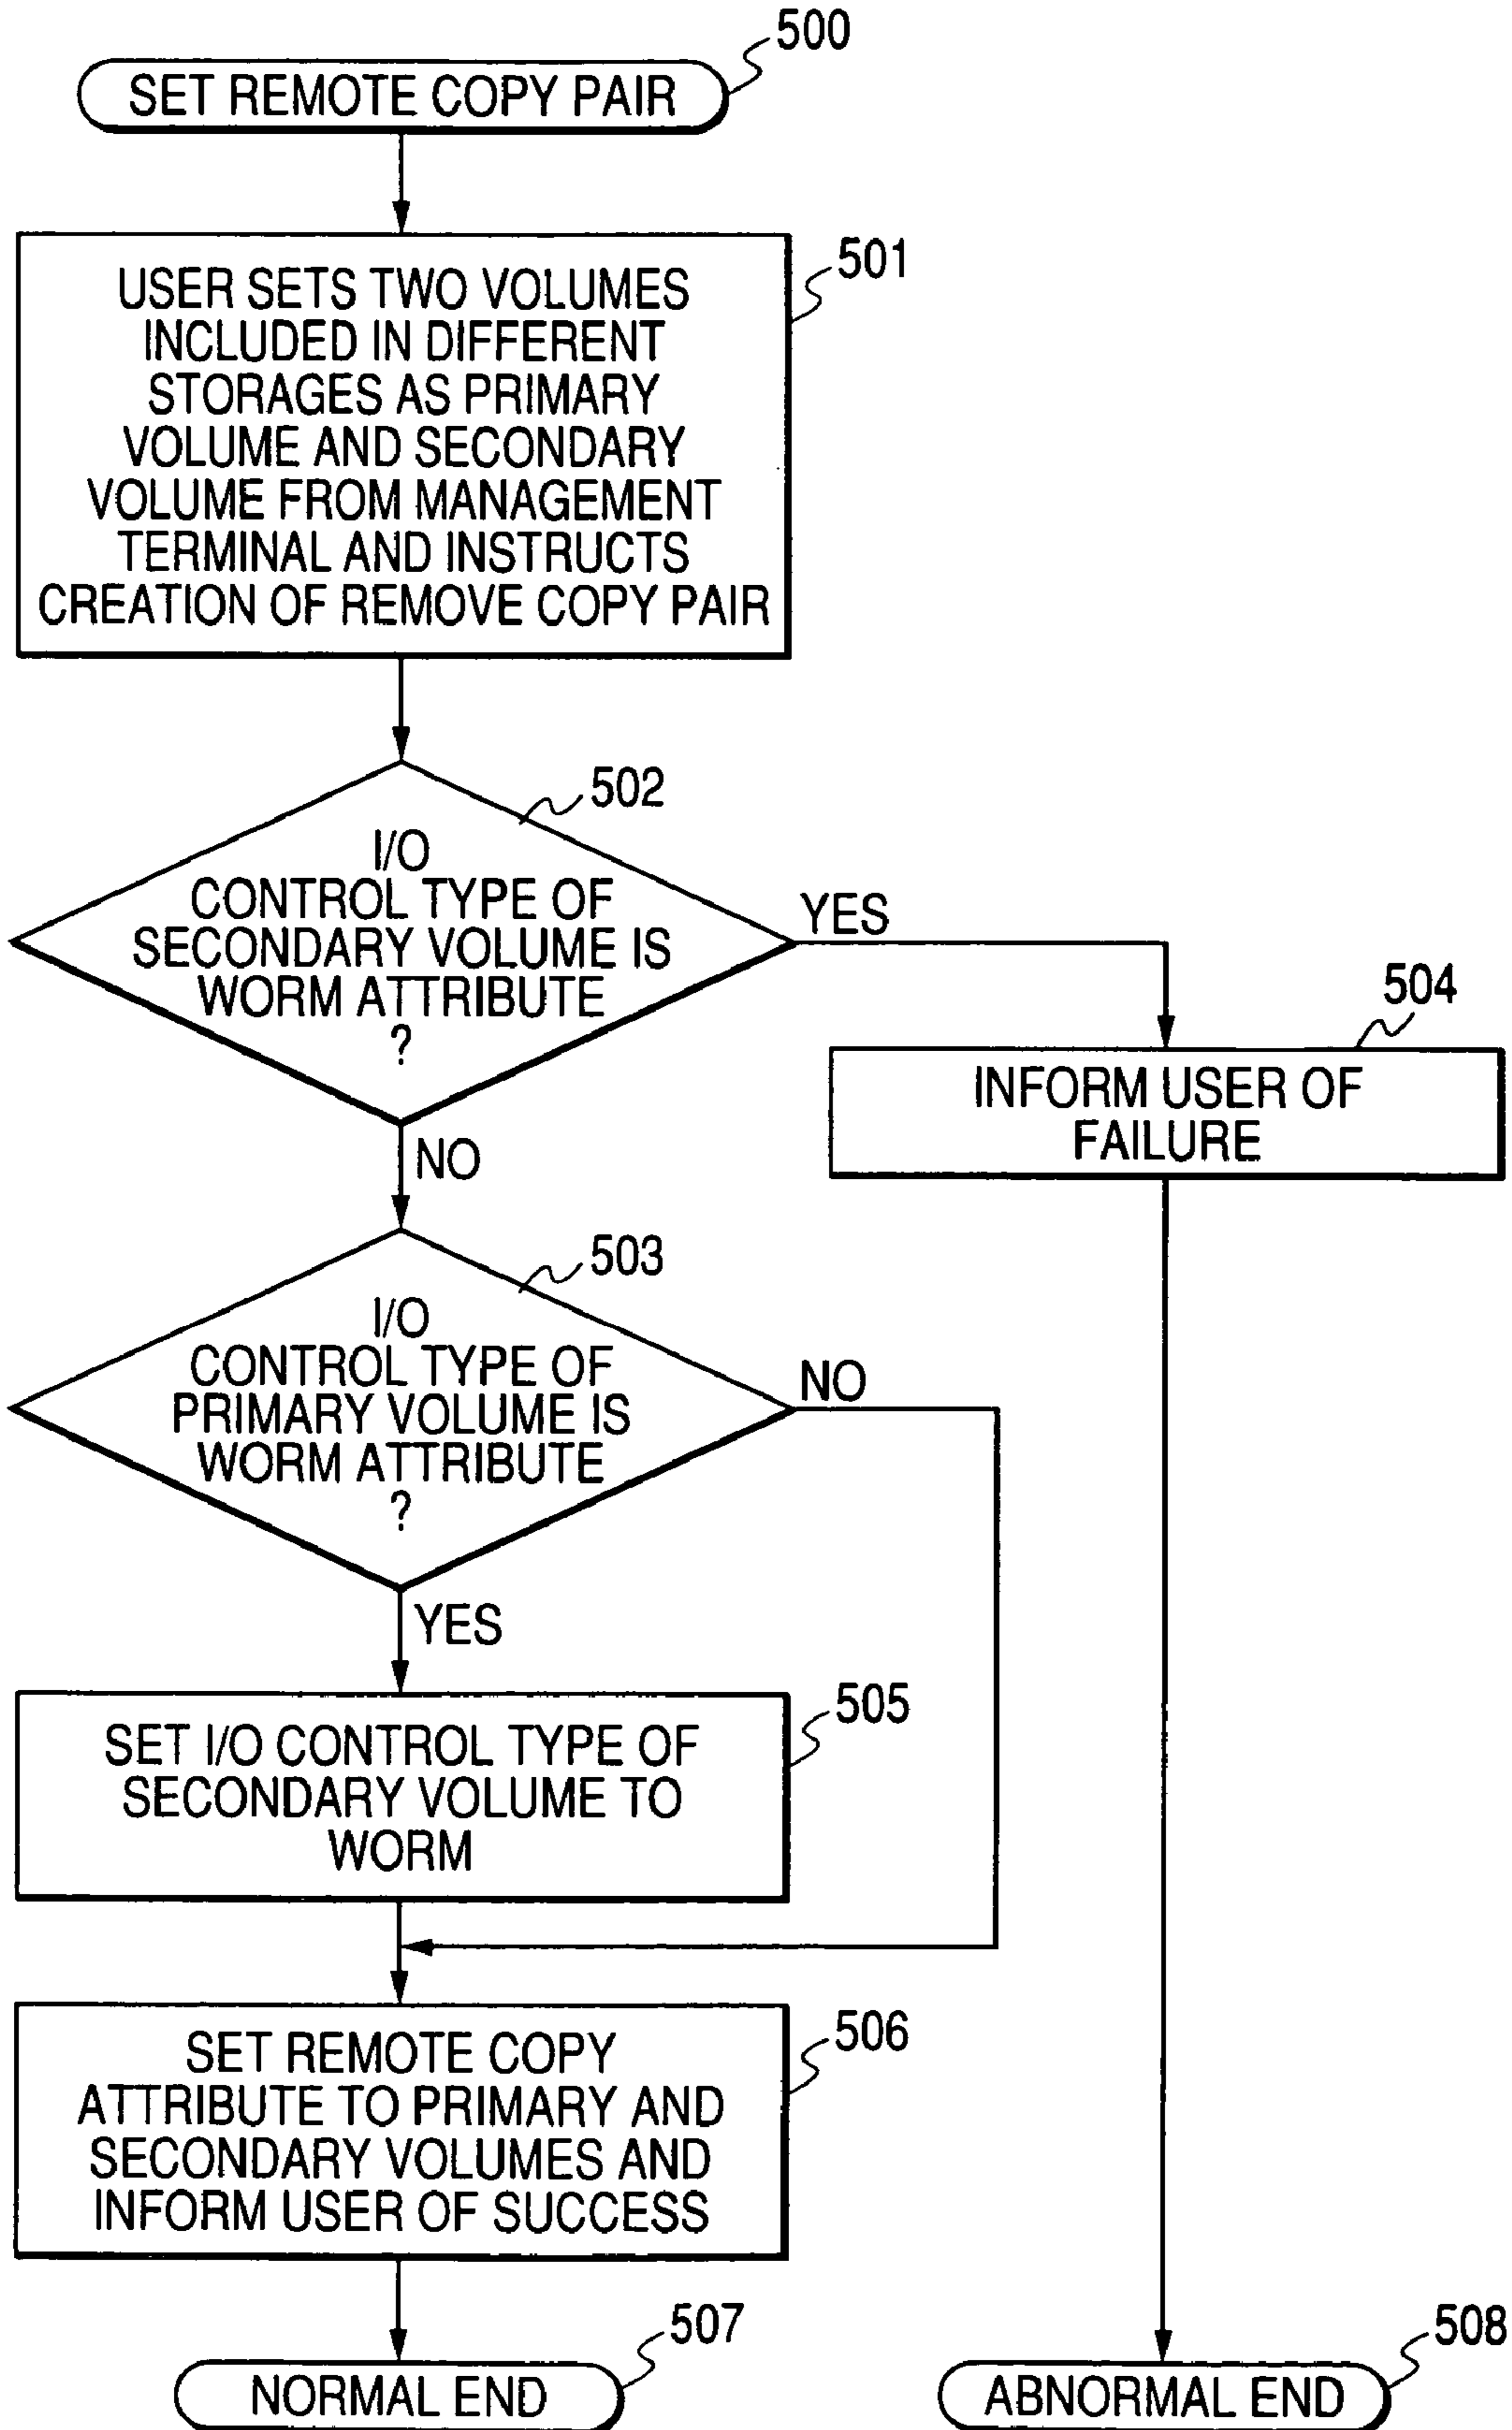 500
SET REMOTE COPY PAIR
501
USER SETS TWO VOLUMES
INCLUDED IN DIFFERENT
STORAGES AS PRIMARY
VOLUME AND SECONDARY
VOLUME FROM MANAGEMENT
TERMINAL AND INSTRUCTS
CREATION OF REMOVE COPY PAIR
502
I/O
CONTROL TYPE OF
SECONDARY VOLUME IS
WORM ATTRIBUTE
?
YES
NO
504
INFORM USER OF
FAILURE
503
I/O
CONTROL TYPE OF
PRIMARY VOLUME IS
WORM ATTRIBUTE
?
NO
YES
505
SET I/O CONTROL TYPE OF
SECONDARY VOLUME TO
WORM
506
SET REMOTE COPY
ATTRIBUTE TO PRIMARY AND
SECONDARY VOLUMES AND
INFORM USER OF SUCCESS
507
NORMAL END
508
ABNORMAL END